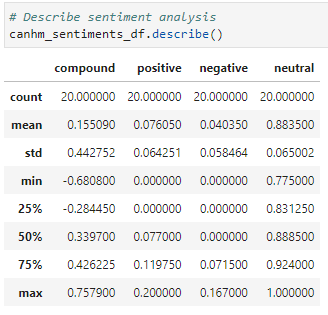 # Describe sentiment analysis
canhm_sentiments_df.describe()
compound positive negative neutral
count 20.000000 20.000000 20.000000 20.000000
mean 0.155090 0.076050 0.040350 0.883500
std 0.442752 0.064251 0.058464 0.065002
min -0.680800 0.000000 0.000000 0.775000
25% -0.284450 0.000000 0.000000 0.831250
50% 0.339700 0.077000 0.000000 0.888500
75% 0.426225 0.119750 0.071500 0.924000
max 0.757900 0.200000 0.167000 1.000000